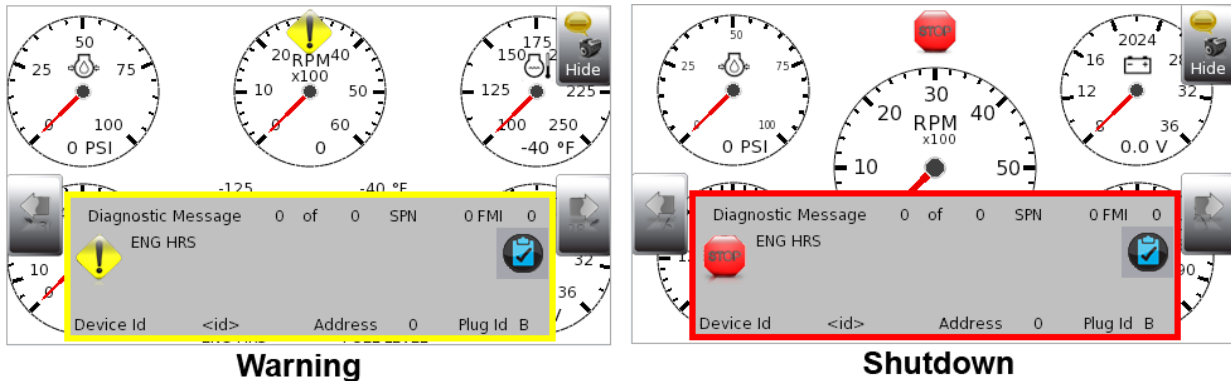 50
25
75
0
100
0 PSI
20
RPM
40
x100
10
50
0
60
0
175
150
125
225
100
250
-40 °F
Hide
-125
-40 °F
Diagnostic Message 0 of 0 SPN 0 FMI 0
ENG HRS
10
0
32
36
V
Device Id <id> Address 0 Plug Id B
Warning
50
25
75
0
100
0 PSI
STOP
30
20
40
RPM
x100
10
50
2024
16
28
12
32
8
36
0.0 V
Hide
Diagnostic Message 0 of 0 SPN 0 FMI 0
STOP
ENG HRS
90
Device Id <id> Address 0 Plug Id B
Shutdown